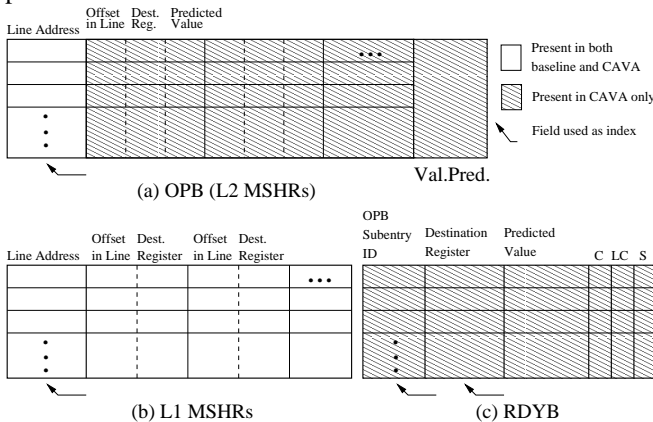 Offset Dest. Predicted
Line Address in Line Reg. Value
...
Present in both
baseline and CAVA
Present in CAVA only
Field used as index
Val.Pred.
(a) OPB (L2 MSHRs)
Offset Dest. Offset Dest.
Line Address in Line Register in Line Register
...
(b) L1 MSHRs
OPB
Subentry Destination Predicted
ID Register Value C LC S
(c) RDYB